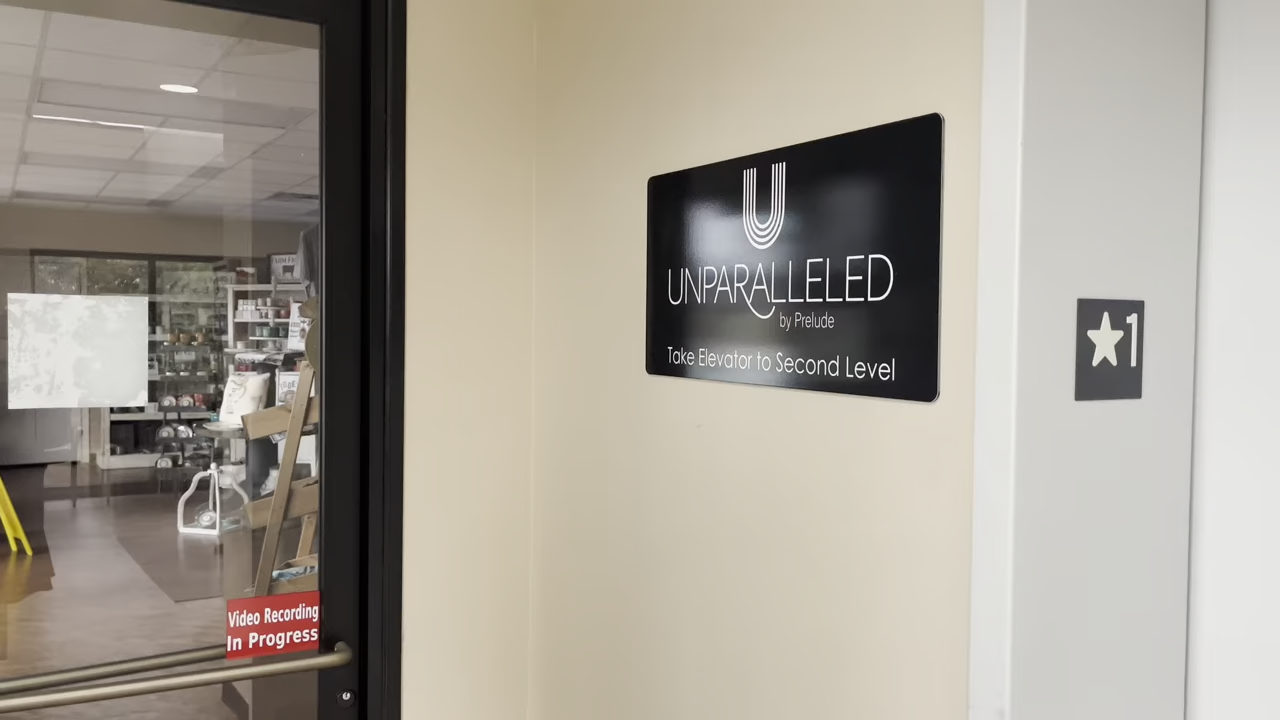 U
UNPARALLELED
by Prelude
Take Elevator to Second Level
★1
Video Recording
In Progress